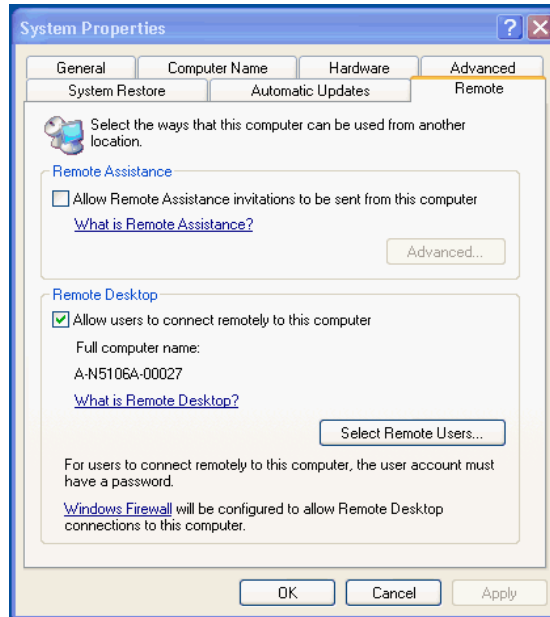 System Properties
General Computer Name Hardware Advanced
System Restore Automatic Updates Remote
Select the ways that this computer can be used from another
location.
Remote Assistance
Allow Remote Assistance invitations to be sent from this computer
What is Remote Assistance?
Advanced...
Remote Desktop
Allow users to connect remotely to this computer
Full computer name:
A-N5106A-00027
What is Remote Desktop?
Select Remote Users...
For users to connect remotely to this computer, the user account must
have a password.
Windows Firewall will be configured to allow Remote Desktop
connections to this computer.
OK Cancel Apply